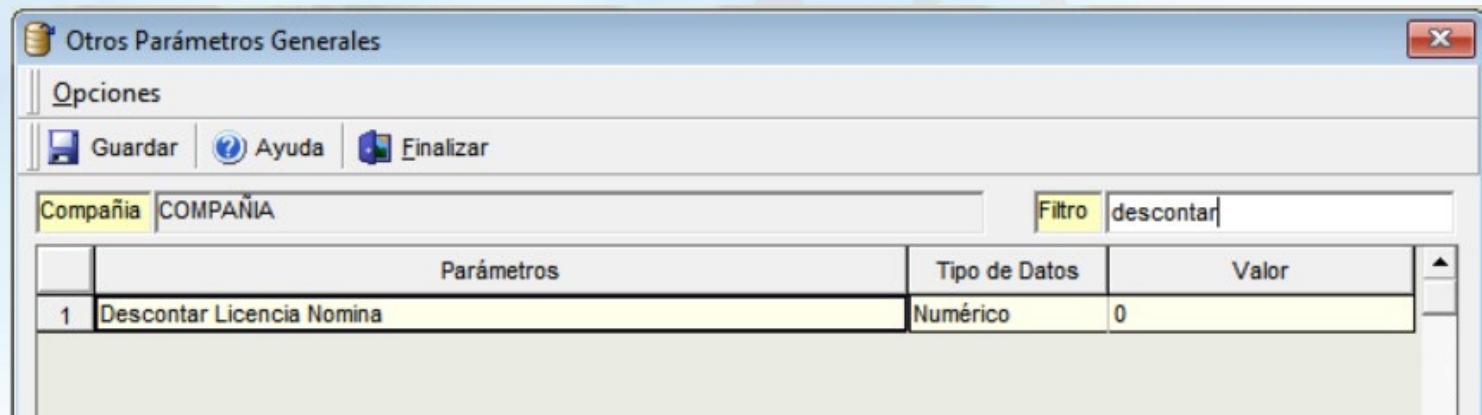 Otros Parámetros Generales
Opciones
Guardar Ayuda Finalizar
Compañia COMPAÑIA Filtro descontar
Parámetros Tipo de Datos Valor
1 Descontar Licencia Nomina Numérico 0